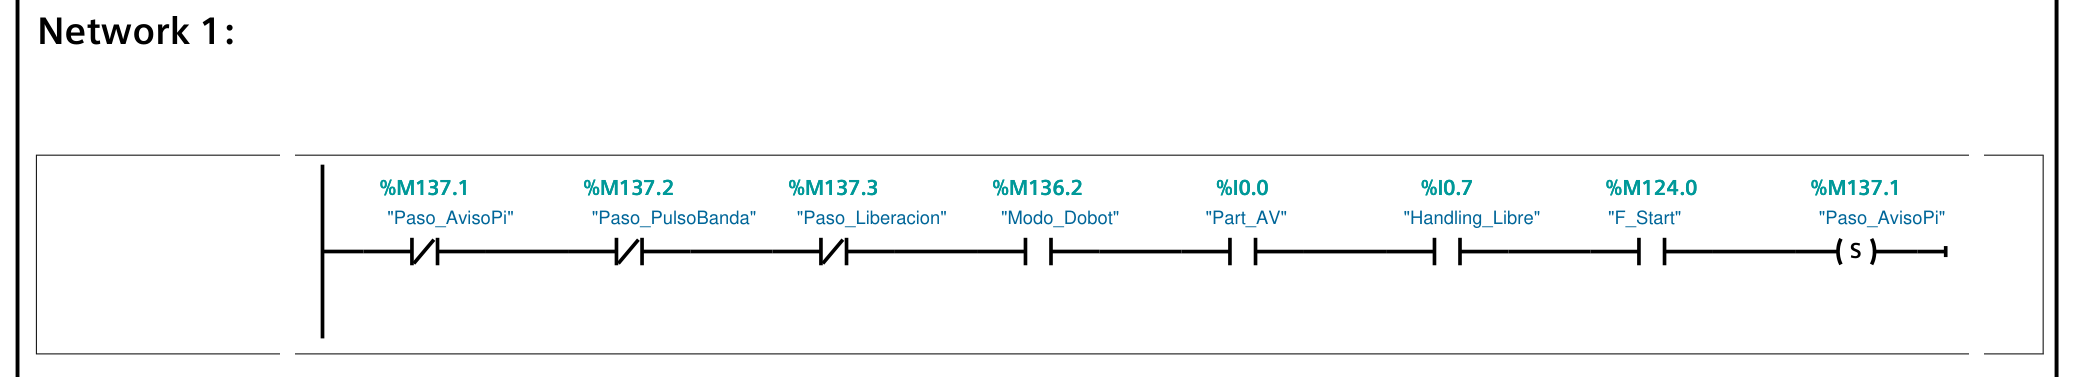 Network 1:
%M137.1 %M137.2 %M137.3 %M136.2 %I0.0 %I0.7 %M124.0 %M137.1
"Paso_AvisoPi" "Paso_PulsoBanda" "Paso_Liberacion" "Modo_Dobot" "Part_AV" "Handling_Libre" "F_Start" "Paso_AvisoPi"
S